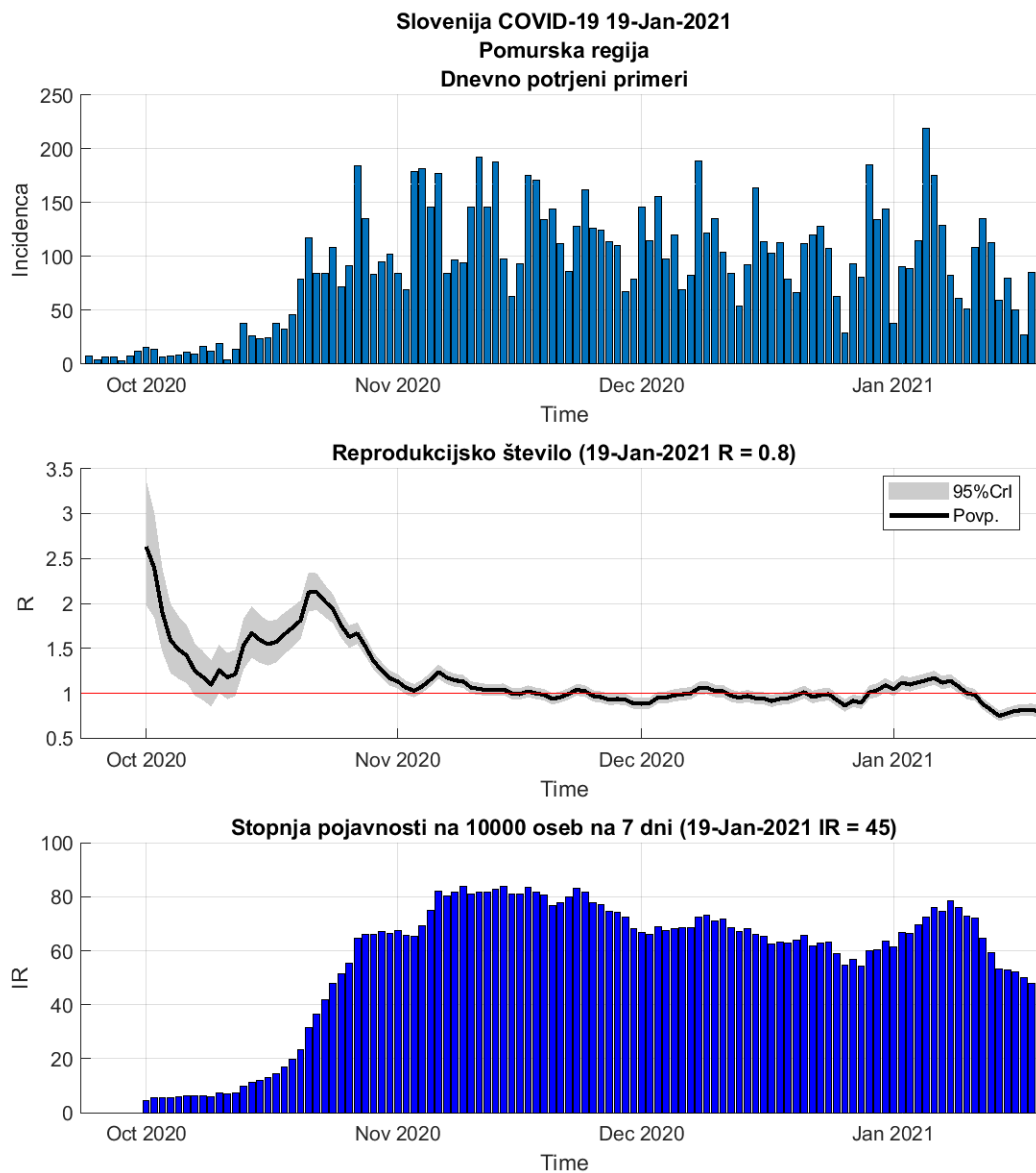 Slovenija COVID-19 19-Jan-2021
Pomurska regija
Dnevno potrjeni primeri
250
200
150
100
50
0
Incidenca
Oct 2020 Nov 2020 Dec 2020 Jan 2021
Time
Reprodukcijsko število (19-Jan-2021 R = 0.8)
3.5
3
2.5
2
1.5
1
0.5
R
95%CrI
Povp.
Oct 2020 Nov 2020 Dec 2020 Jan 2021
Time
Stopnja pojavnosti na 10000 oseb na 7 dni (19-Jan-2021 IR = 45)
100
80
60
40
20
0
IR
Oct 2020 Nov 2020 Dec 2020 Jan 2021
Time